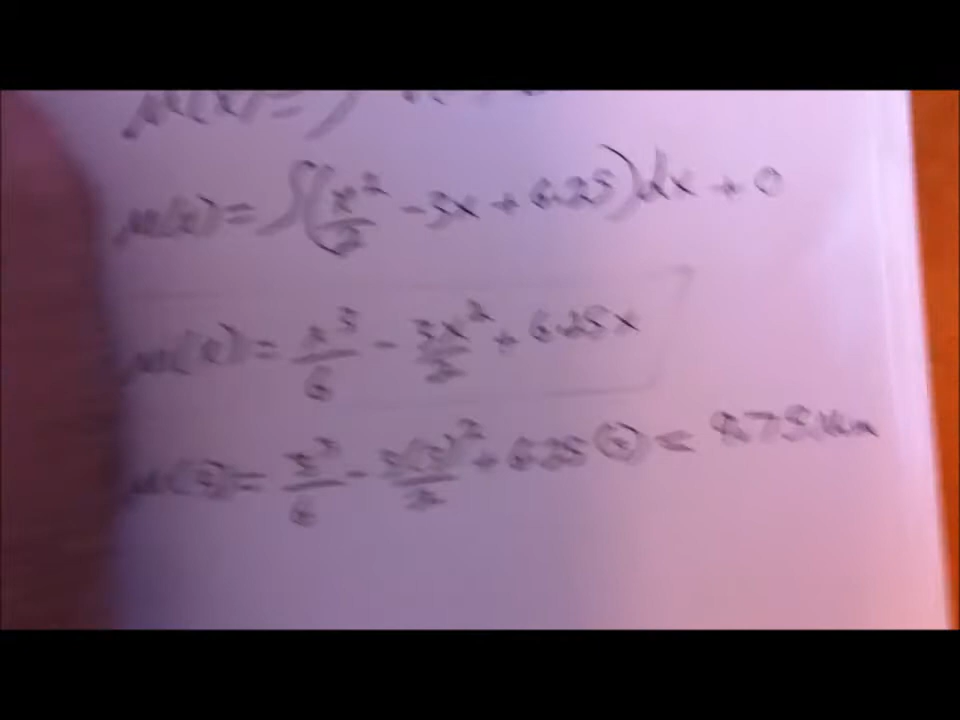 M(x) = ∫
M(x) = ∫(x²/2 - 3x + 6.25)dx + 0
M(x) = x³/6 - 3x²/2 + 6.25x
M(3) = 3³/6 - 3(3)²/2 + 6.25(3) = 9.75kNm